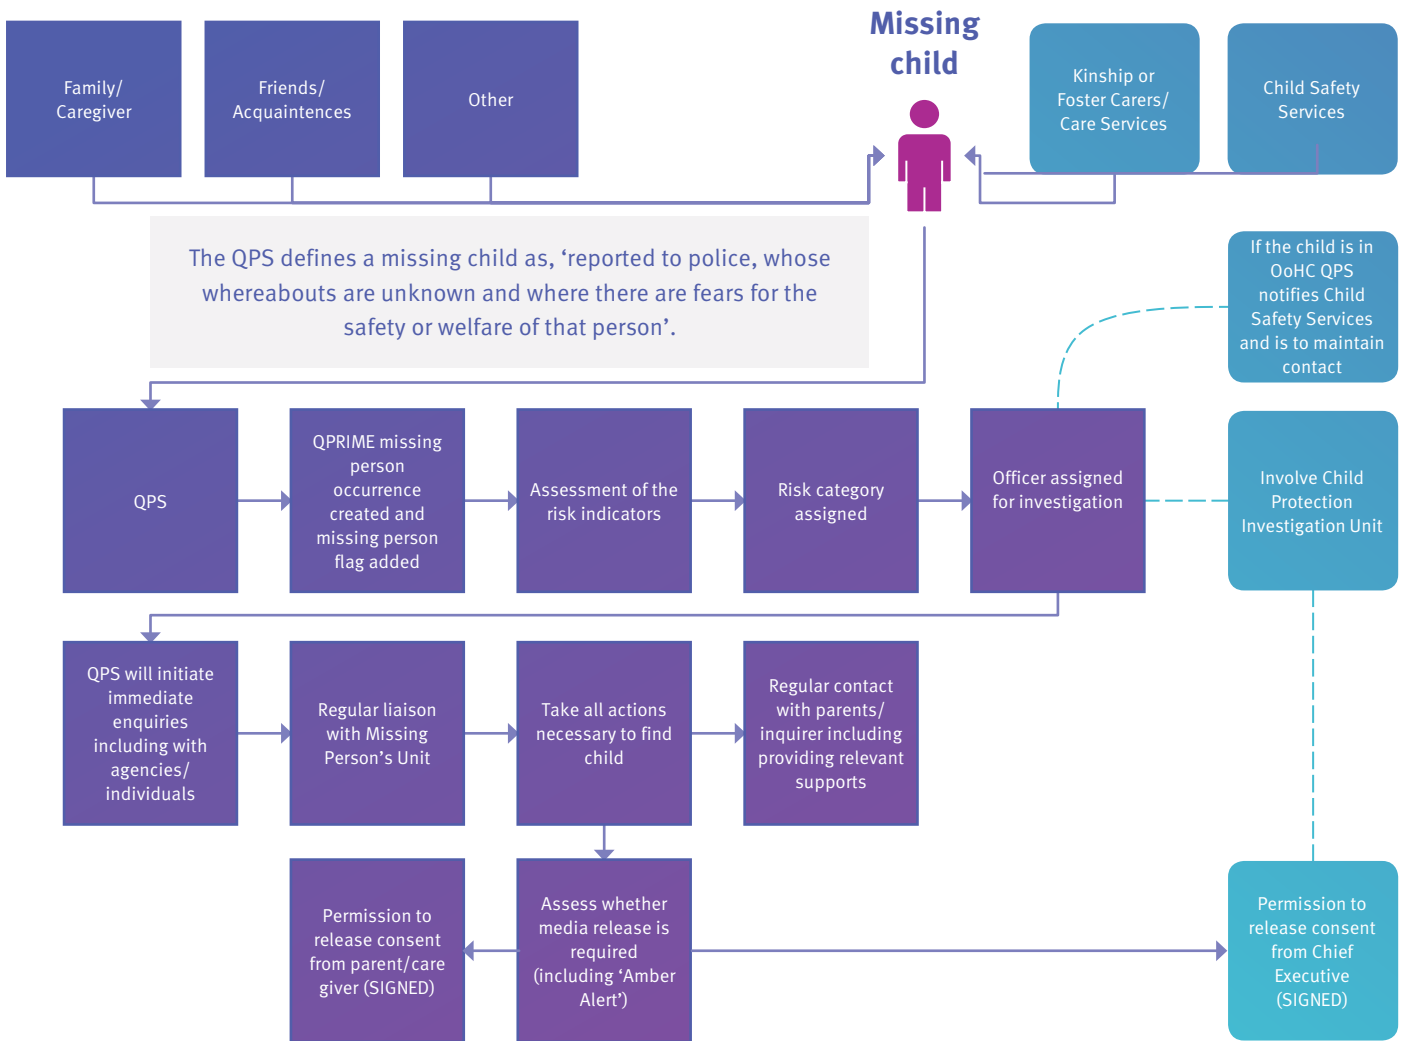 Missing
child
Family/
Caregiver
Friends/
Acquaintences
Other
Kinship or
Foster Carers/
Care Services
Child Safety
Services
The QPS defines a missing child as, ‘reported to police, whose
whereabouts are unknown and where there are fears for the
safety or welfare of that person’.
If the child is in
OoHC QPS
notifies Child
Safety Services
and is to maintain
contact
QPS
QPRIME missing
person
occurrence
created and
missing person
flag added
Assessment of the
risk indicators
Risk category
assigned
Officer assigned
for investigation
Involve Child
Protection
Investigation Unit
QPS will initiate
immediate
enquiries
including with
agencies/
individuals
Regular liaison
with Missing
Person’s Unit
Take all actions
necessary to find
child
Regular contact
with parents/
inquirer including
providing relevant
supports
Permission to
release consent
from parent/care
giver (SIGNED)
Assess whether
media release is
required
(including ‘Amber
Alert’)
Permission to
release consent
from Chief
Executive
(SIGNED)